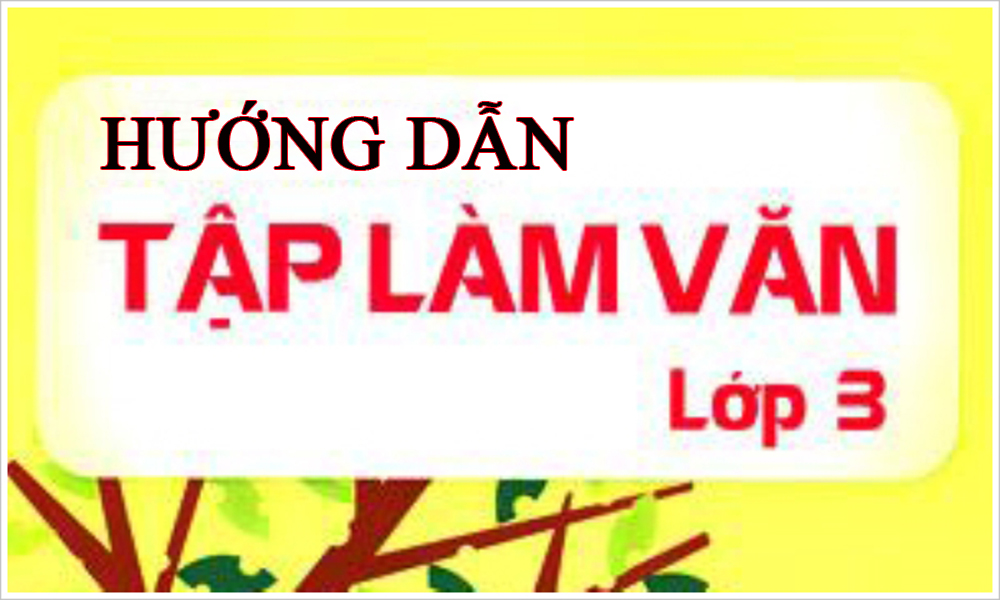 HƯỚNG DẪN
TẬP LÀM VĂN
Lớp 3